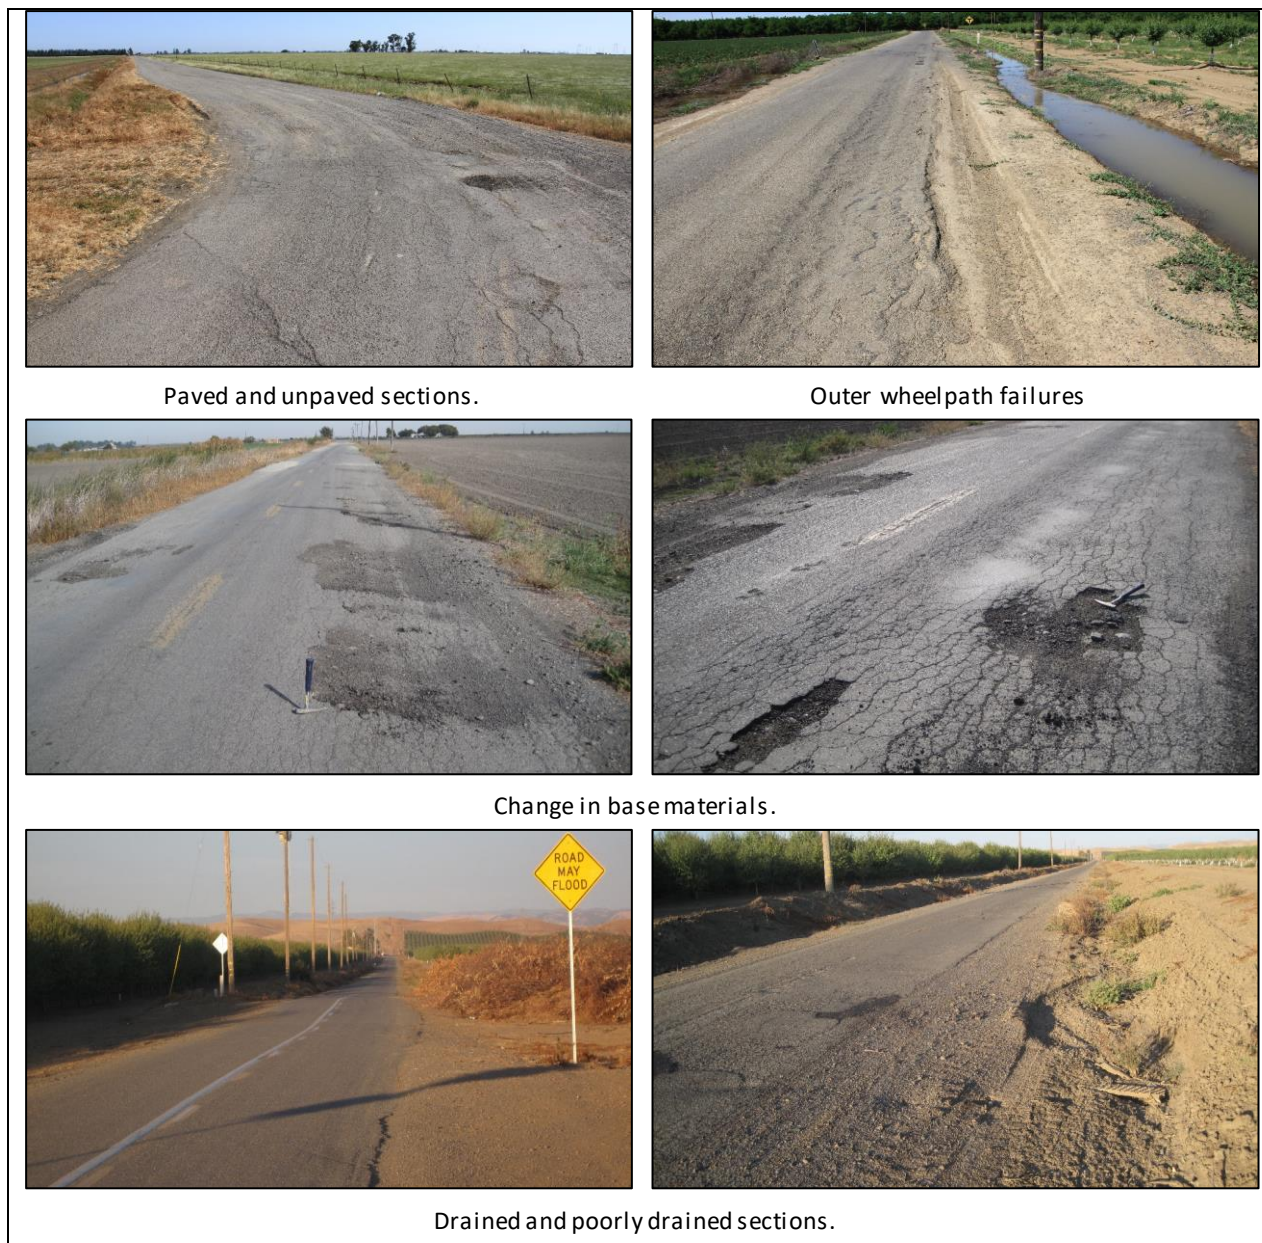 Paved and unpaved sections.
Outer wheelpath failures
Change in base materials.
ROAD
MAY
FLOOD
Drained and poorly drained sections.